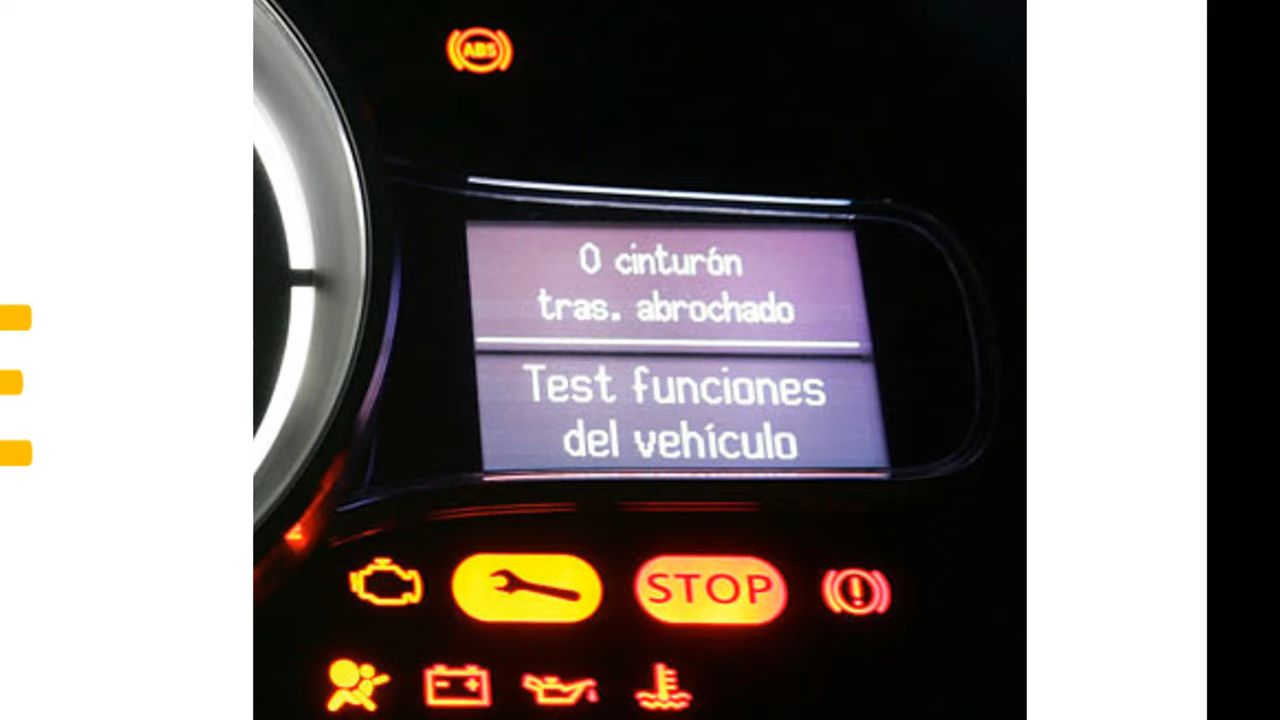 ABS
0 cinturón
tras. abrochado
Test funciones
del vehículo
STOP